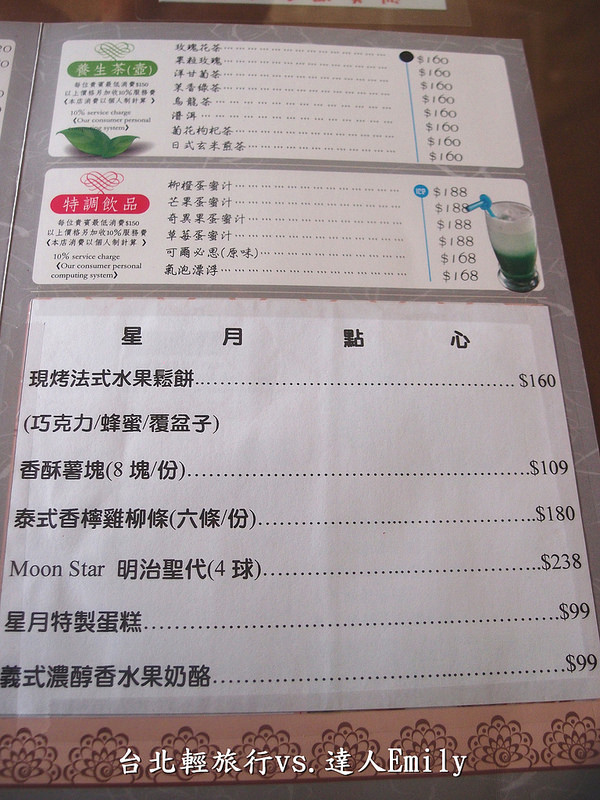 養生茶(壺)
每位貴賓最低消費$150
以上價格另加收10%服務費
《本店消費以個人制計算》
10% service charge
《Our consumer personal
computing system》
玫瑰花茶………………………………
果粒玫瑰……………………………… $160
洋甘菊茶……………………………… $160
茉香綠茶……………………………… $160
烏龍茶……………………………… $160
普洱……………………………… $160
菊花枸杞茶……………………………… $160
日式玄米煎茶……………………………… $160
$160
特調飲品
每位貴賓最低消費$150
以上價格另加收10%服務費
《本店消費以個人制計算 》
10% service charge
《Our consumer personal
computing system》
柳橙蛋蜜汁……………………………… $188
芒果蛋蜜汁……………………………… $188
奇異果蛋蜜汁……………………………… $188
草莓蛋蜜汁……………………………… $188
可爾必思(原味)……………………………… $168
氣泡漂浮……………………………… $168
星 月 點 心
現烤法式水果鬆餅……………………………… $160
(巧克力/蜂蜜/覆盆子)
香酥薯塊(8 塊/份)………………………………$109
泰式香檸雞柳條(六條/份)………………………………$180
Moon Star 明治聖代(4 球)………………………………$238
星月特製蛋糕………………………………$99
義式濃醇香水果奶酪………………………………$99
台北輕旅行vs.達人Emily